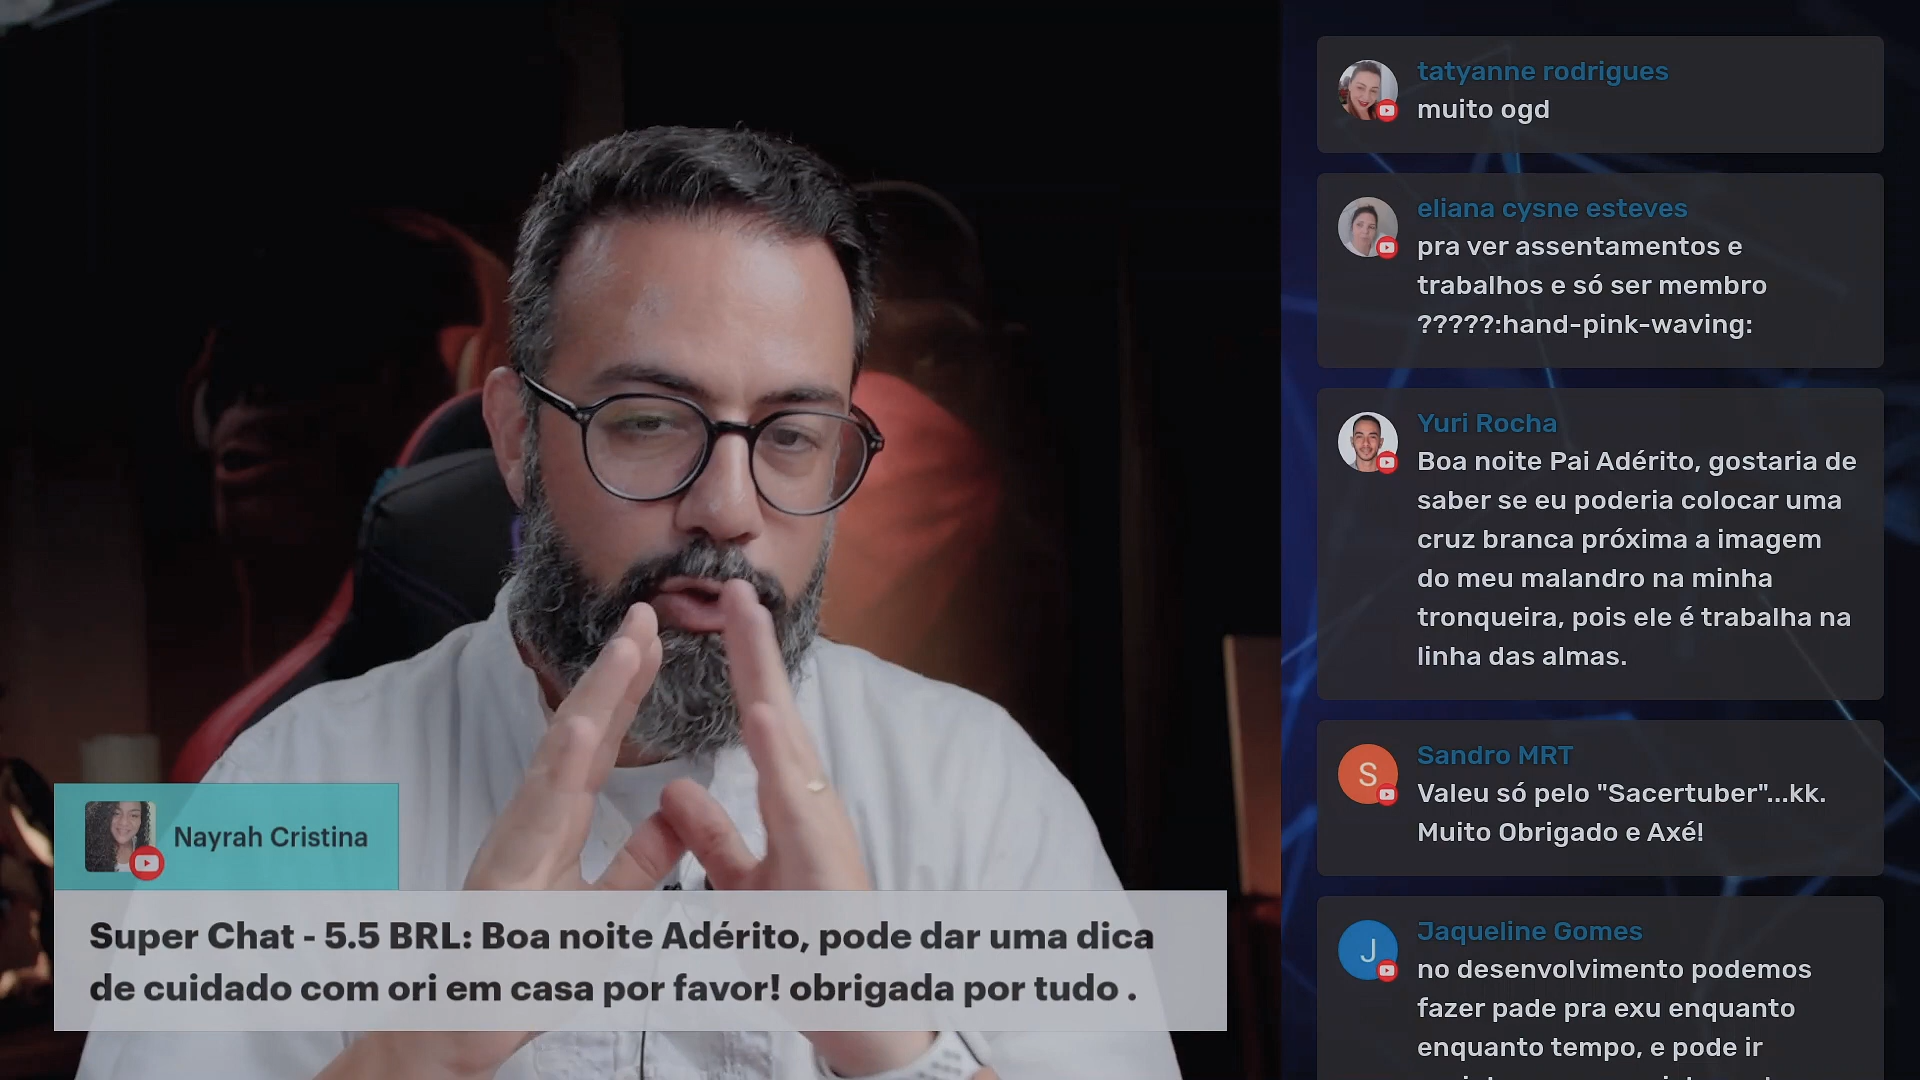 tatyanne rodrigues
muito ogd
eliana cysne esteves
pra ver assentamentos e
trabalhos e só ser membro
?????:hand-pink-waving:
Yuri Rocha
Boa noite Pai Adérito, gostaria de
saber se eu poderia colocar uma
cruz branca próxima a imagem
do meu malandro na minha
tronqueira, pois ele é trabalha na
linha das almas.
S
Sandro MRT
Valeu só pelo "Sacertuber"...kk.
Muito Obrigado e Axé!
J
Jaqueline Gomes
no desenvolvimento podemos
fazer pade pra exu enquanto
enquanto tempo, e pode ir
Nayrah Cristina
Super Chat - 5.5 BRL: Boa noite Adérito, pode dar uma dica
de cuidado com ori em casa por favor! obrigada por tudo .